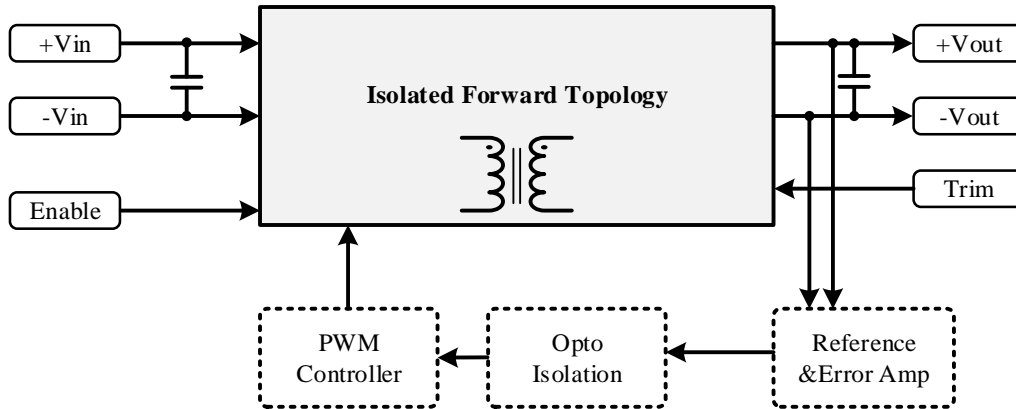 +Vin
-Vin
Enable
Isolated Forward Topology
+Vout
-Vout
Trim
PWM
Controller
Opto
Isolation
Reference
&Error Amp